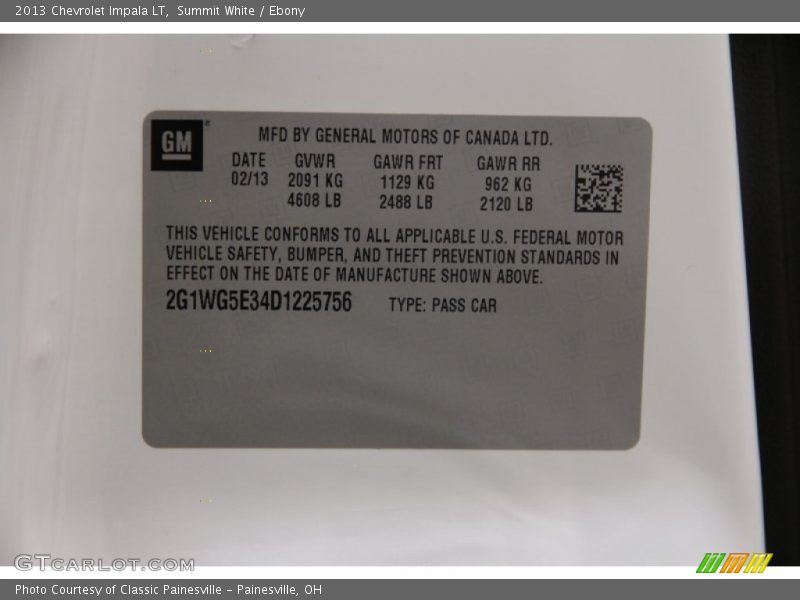 2013 Chevrolet Impala LT, Summit White / Ebony
GM
MFD BY GENERAL MOTORS OF CANADA LTD.
DATE GVWR GAWR FRT GAWR RR
02/13 2091 KG 1129 KG 962 KG
4608 LB 2488 LB 2120 LB
THIS VEHICLE CONFORMS TO ALL APPLICABLE U.S. FEDERAL MOTOR
VEHICLE SAFETY, BUMPER, AND THEFT PREVENTION STANDARDS IN
EFFECT ON THE DATE OF MANUFACTURE SHOWN ABOVE.
2G1WG5E34D1225756 TYPE: PASS CAR
GTCARLOT.COM
Photo Courtesy of Classic Painesville - Painesville, OH